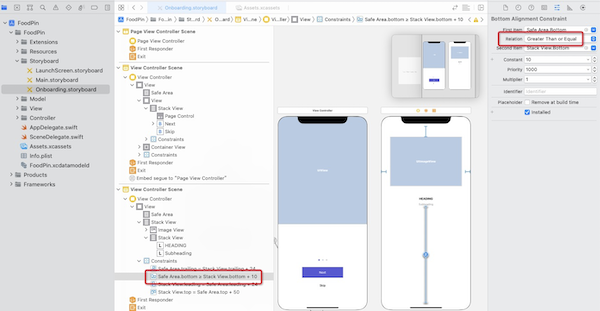 Onboarding.storyboard
Assets.xcassets
FoodPin
FoodPin
Extensions
Resources
Storyboard
LaunchScreen.storyboard
Main.storyboard
Onboarding.storyboard
Model
View
Controller
AppDelegate.swift
SceneDelegate.swift
Assets.xcassets
Info.plist
FoodPin.xcdatamodeld
Products
Frameworks
FoodPin
Constraints
Safe Area.bottom ≥ Stack View.bottom + 10
Page View Controller Scene
Page View Controller
First Responder
Exit
View Controller Scene
View Controller
View
Safe Area
View
Stack View
Page Control
Next
Skip
Constraints
Container View
Constraints
First Responder
Exit
Embed segue to "Page View Controller"
View Controller Scene
View Controller
View
Safe Area
Stack View
Image View
Stack View
HEADING
Subheading
Constraints
Safe Area.trailing = Stack View.trailing + 24
Safe Area.bottom ≥ Stack View.bottom + 10
Stack View.leading = Safe Area.leading + 24
Stack View.top = Safe Area.top + 50
First Responder
Exit
View Controller
Next
Skip
HEADING
Bottom Alignment Constraint
First Item Safe Area.Bottom
Relation Greater Than or Equal
Second Item Stack View.Bottom
Constant 10
Priority 1000
Multiplier 1
Identifier Identifier
Placeholder Remove at build time
Installed